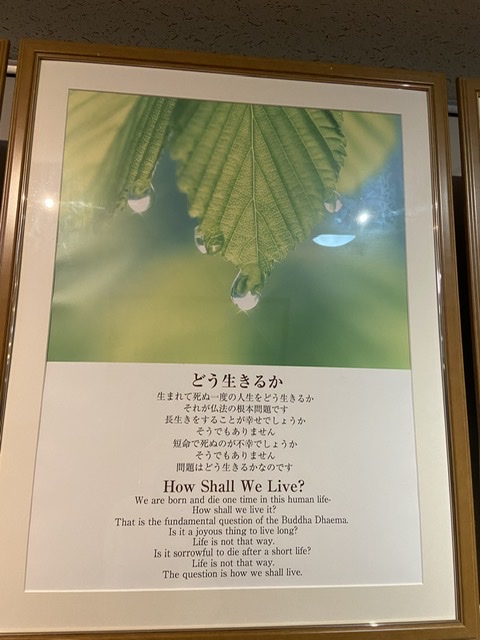 どう生きるか
生まれて死ぬ一度の人生をどう生きるか
それが仏法の根本問題です
長生きをすることが幸せでしょうか
そうでもありません
短命で死ぬのが不幸でしょうか
そうでもありません
問題はどう生きるかなのです
How Shall We Live?
We are born and die one time in this human life-
How shall we live it?
That is the fundamental question of the Buddha Dhaema.
Is it a joyous thing to live long?
Life is not that way.
Is it sorrowful to die after a short life?
Life is not that way.
The question is how we shall live.